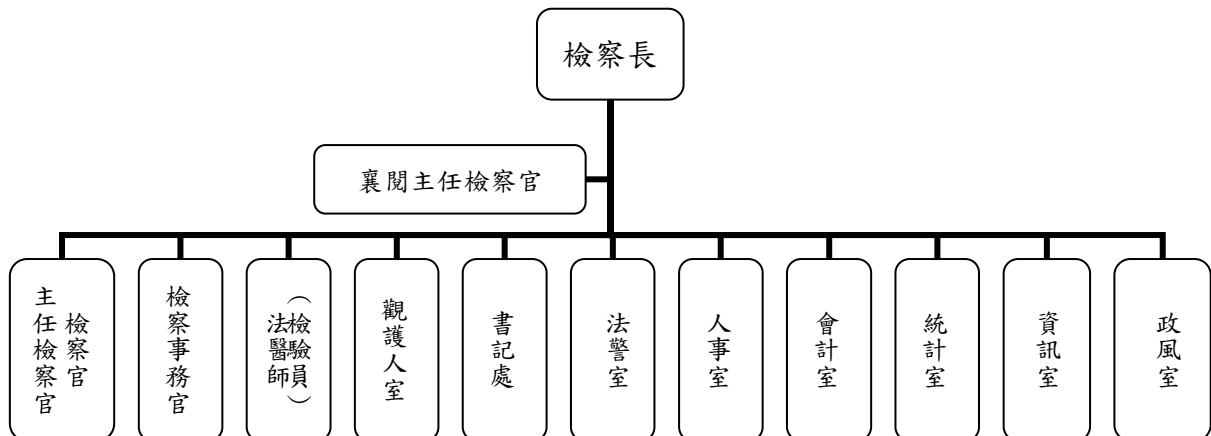 檢察長
襄閱主任檢察官
主任檢察官
檢察官
檢察事務官
法醫師
（檢驗員）
觀護人室
書記處
法警室
人事室
會計室
統計室
資訊室
政風室